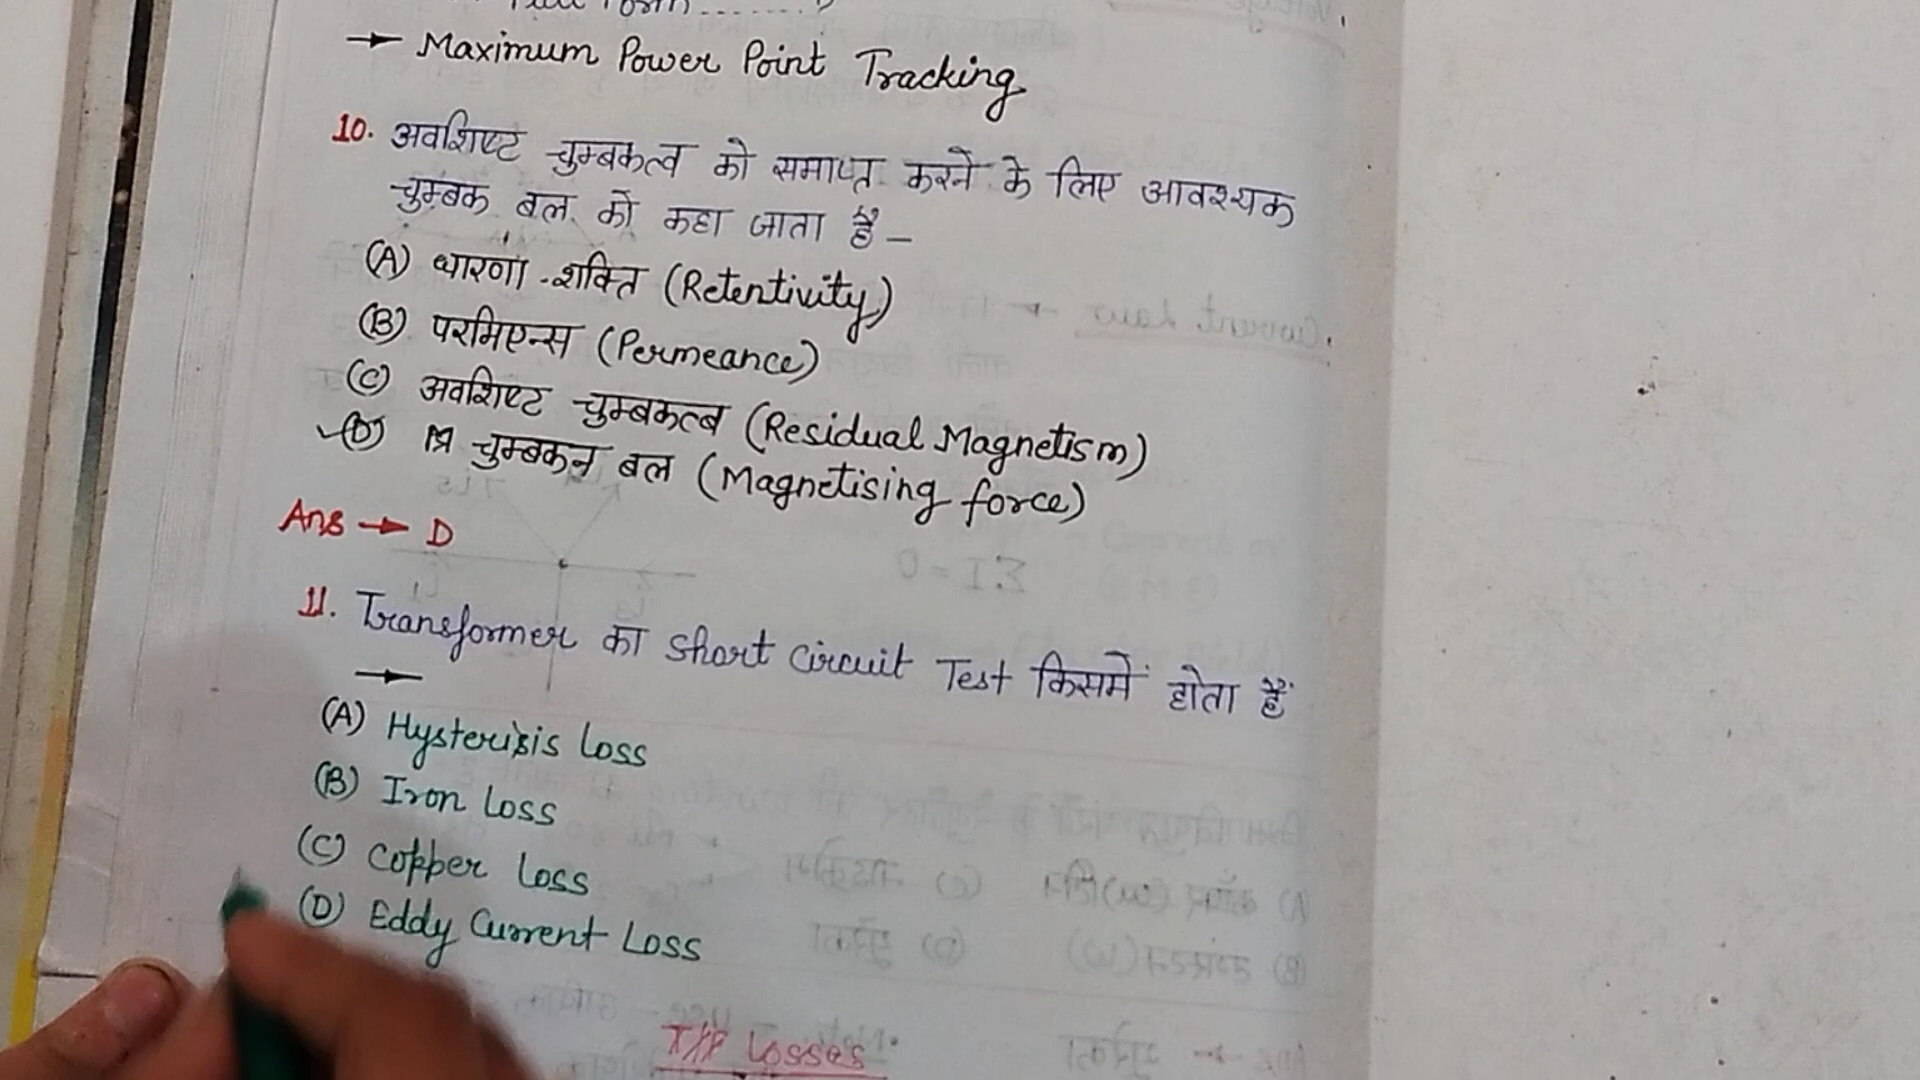 Full Form........
→ Maximum Power Point Tracking
10. अवशिष्ट चुम्बकत्व को समाप्त करने के लिए आवश्यक
चुम्बक बल को कहा जाता है –
(A) धारणा शक्ति (Retentivity)
(B) परमिएन्स (Permeance)
(C) अवशिष्ट चुम्बकत्ब (Residual Magnetism)
(D) चुम्बकन बल (Magnetising force)
Ans → D
11. Transformer का Short Circuit Test किसमें होता हैं
→
(A) Hysterisis Loss
(B) Iron Loss
(C) Copper Loss
(D) Eddy Current Loss
T/F Losses